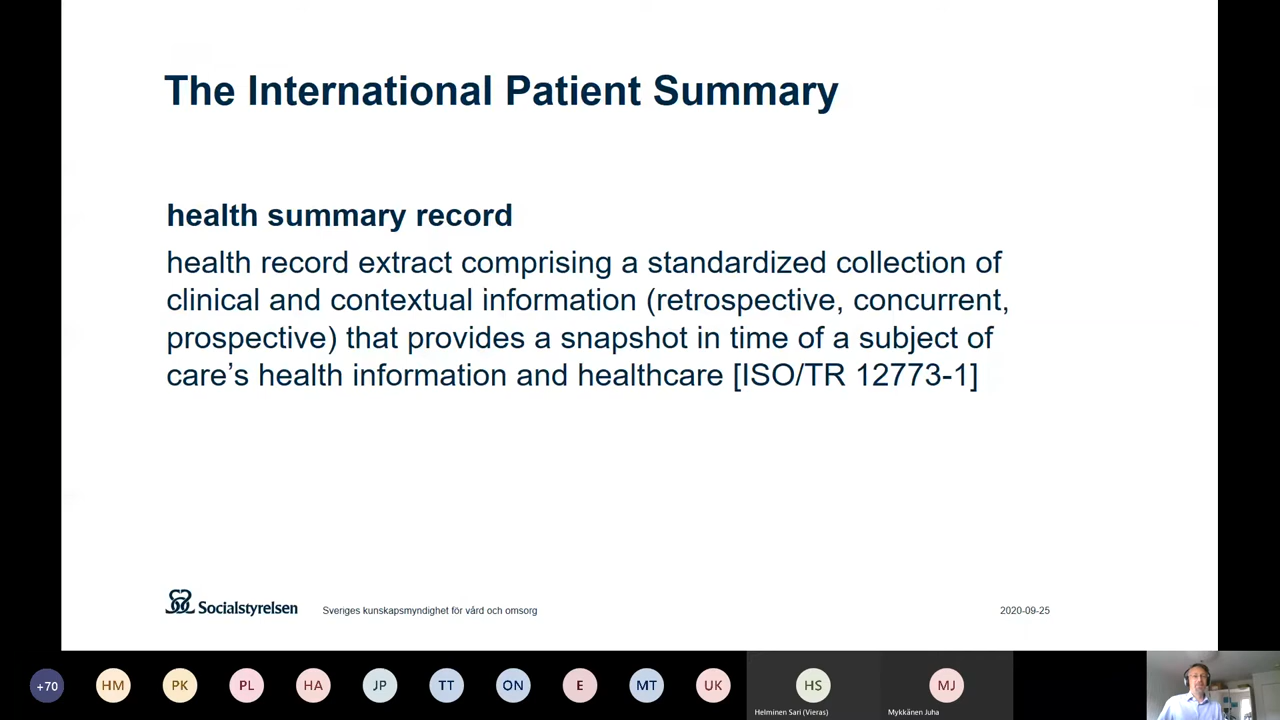 The International Patient Summary
health summary record
health record extract comprising a standardized collection of
clinical and contextual information (retrospective, concurrent,
prospective) that provides a snapshot in time of a subject of
care’s health information and healthcare [ISO/TR 12773-1]
Socialstyrelsen
Sveriges kunskapsmyndighet för vård och omsorg
2020-09-25
+70
HM
PK
PL
HA
JP
TT
ON
E
MT
UK
HS
MJ
Helminen Sari (Vieras)
Mykkänen Juha